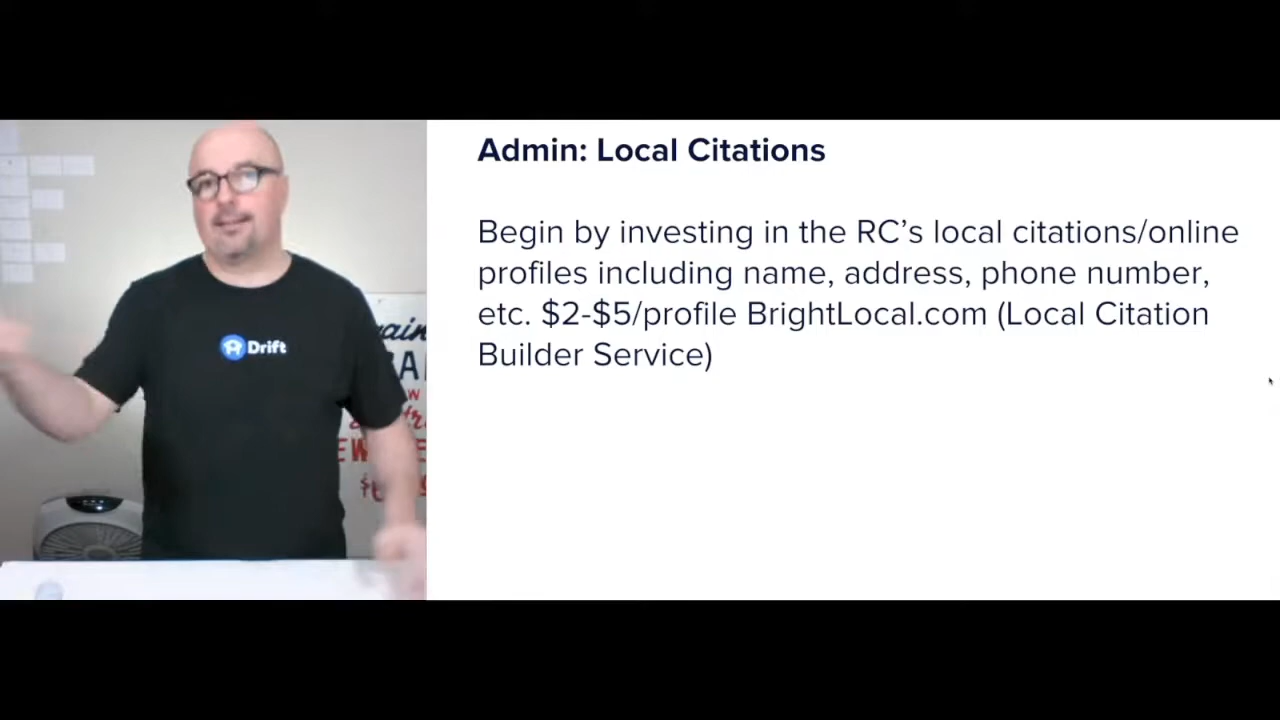 Admin: Local Citations
Begin by investing in the RC's local citations/online
profiles including name, address, phone number,
etc. $2-$5/profile BrightLocal.com (Local Citation
Builder Service)
Drift